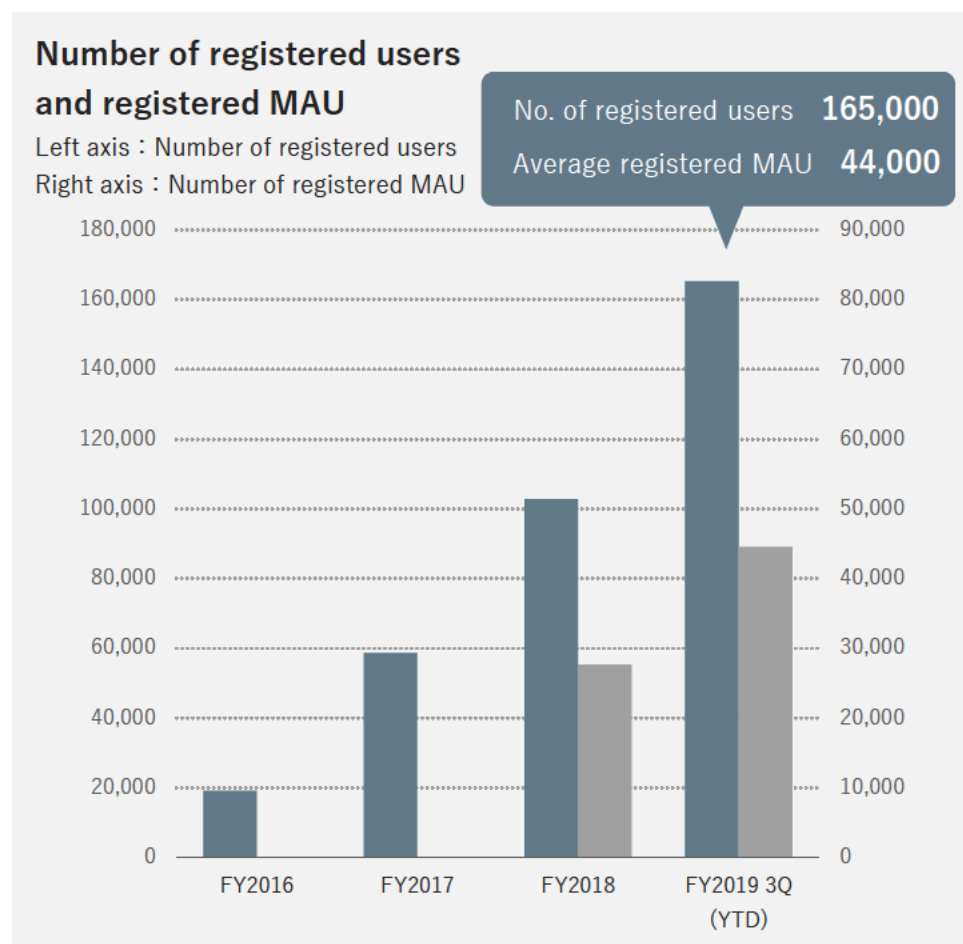 Number of registered users
and registered MAU
Left axis：Number of registered users
Right axis：Number of registered MAU
No. of registered users 165,000
Average registered MAU 44,000
180,000 90,000
160,000 80,000
140,000 70,000
120,000 60,000
100,000 50,000
80,000 40,000
60,000 30,000
40,000 20,000
20,000 10,000
0 0
FY2016 FY2017 FY2018 FY2019 3Q
(YTD)